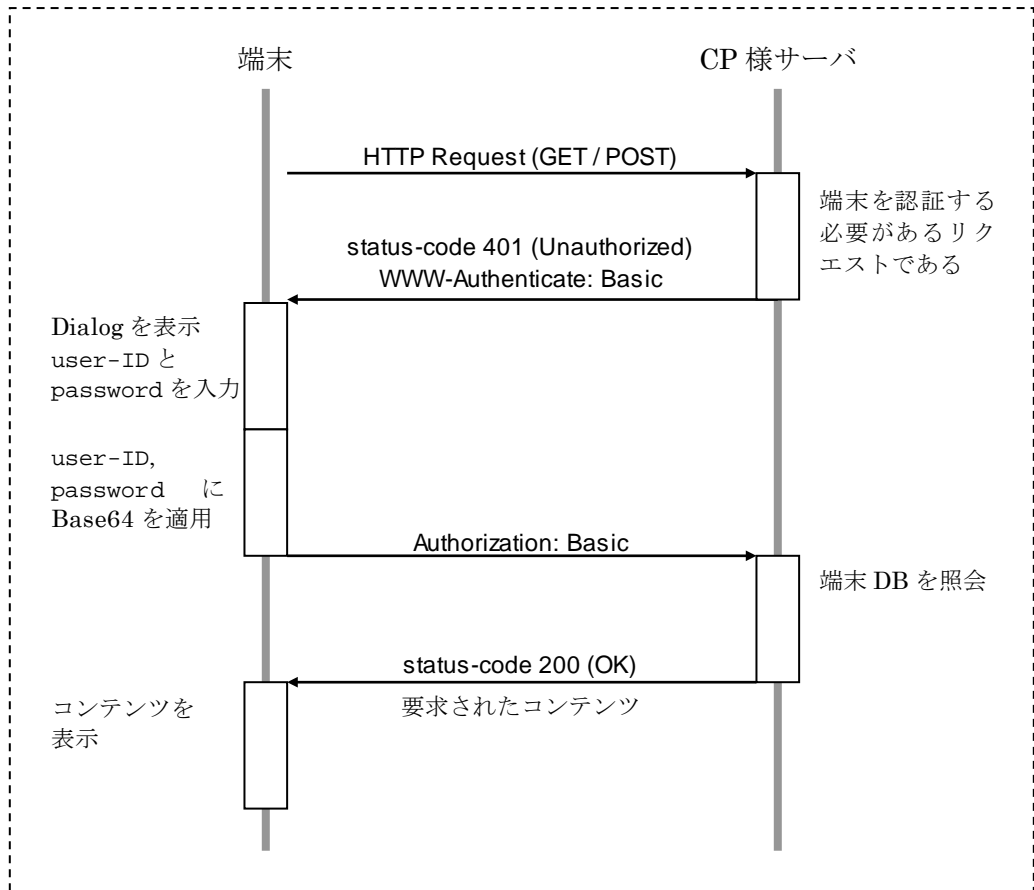 端末
CP 様サーバ
HTTP Request (GET / POST)
端末を認証する
必要があるリク
エストである
status-code 401 (Unauthorized)
WWW-Authenticate: Basic
Dialog を表示
user-ID と
password を入力
user-ID,
password に
Base64 を適用
Authorization: Basic
端末 DB を照会
status-code 200 (OK)
要求されたコンテンツ
コンテンツを
表示